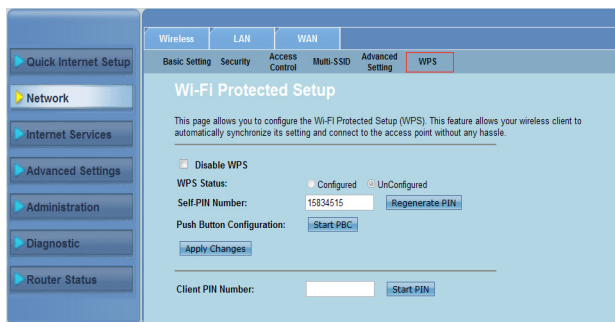 Wireless LAN WAN
Basic Setting Security Access Control Multi-SSID Advanced Setting WPS
Quick Internet Setup
Network
Internet Services
Advanced Settings
Administration
Diagnostic
Router Status
Wi-Fi Protected Setup
This page allows you to configure the Wi-FI Protected Setup (WPS). This feature allows your wireless client to
automatically synchronize its setting and connect to the access point without any hassle.
Disable WPS
WPS Status: Configured UnConfigured
Self-PIN Number: 15834515 Regenerate PIN
Push Button Configuration: Start PBC
Apply Changes
Client PIN Number: Start PIN